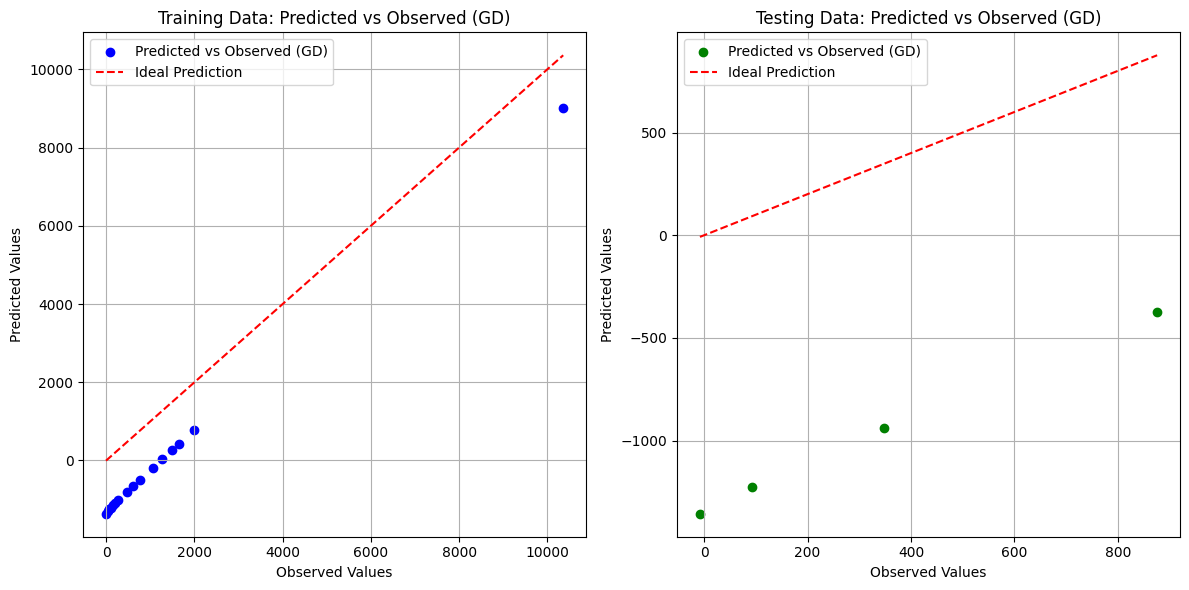 Training Data: Predicted vs Observed (GD)
Predicted vs Observed (GD)
Ideal Prediction
10000
8000
6000
4000
2000
0
Predicted Values
0 2000 4000 6000 8000 10000
Observed Values
Testing Data: Predicted vs Observed (GD)
Predicted vs Observed (GD)
Ideal Prediction
500
0
−500
−1000
Predicted Values
0 200 400 600 800
Observed Values